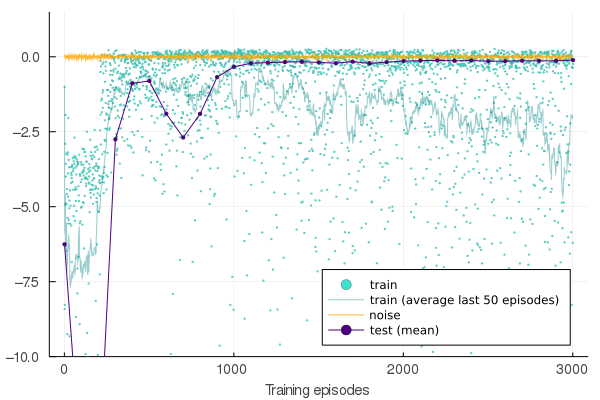 0.0
−2.5
−5.0
−7.5
−10.0
0
1000
2000
3000
Training episodes
train
train (average last 50 episodes)
noise
test (mean)